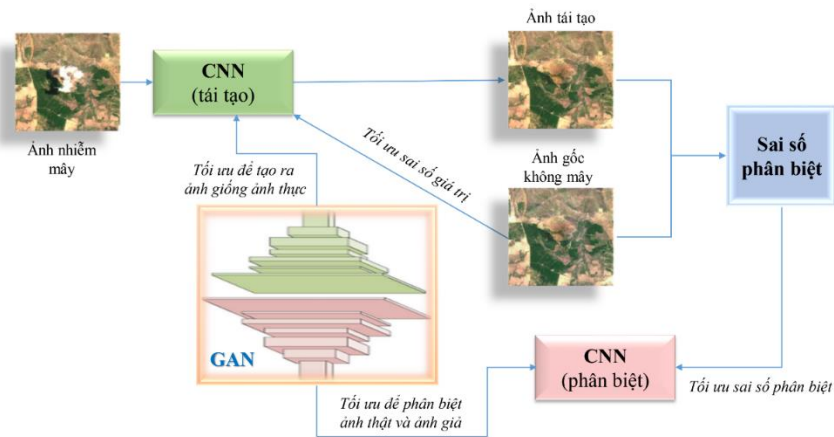 Ảnh nhiễm
mây
CNN
(tái tạo)
Tối ưu để tạo ra
ảnh giống ảnh thực
Tối ưu sai số giá trị
Ảnh tái tạo
Ảnh gốc
không mây
Sai số
phân biệt
GAN
Tối ưu để phân biệt
ảnh thật và ảnh giả
CNN
(phân biệt)
Tối ưu sai số phân biệt